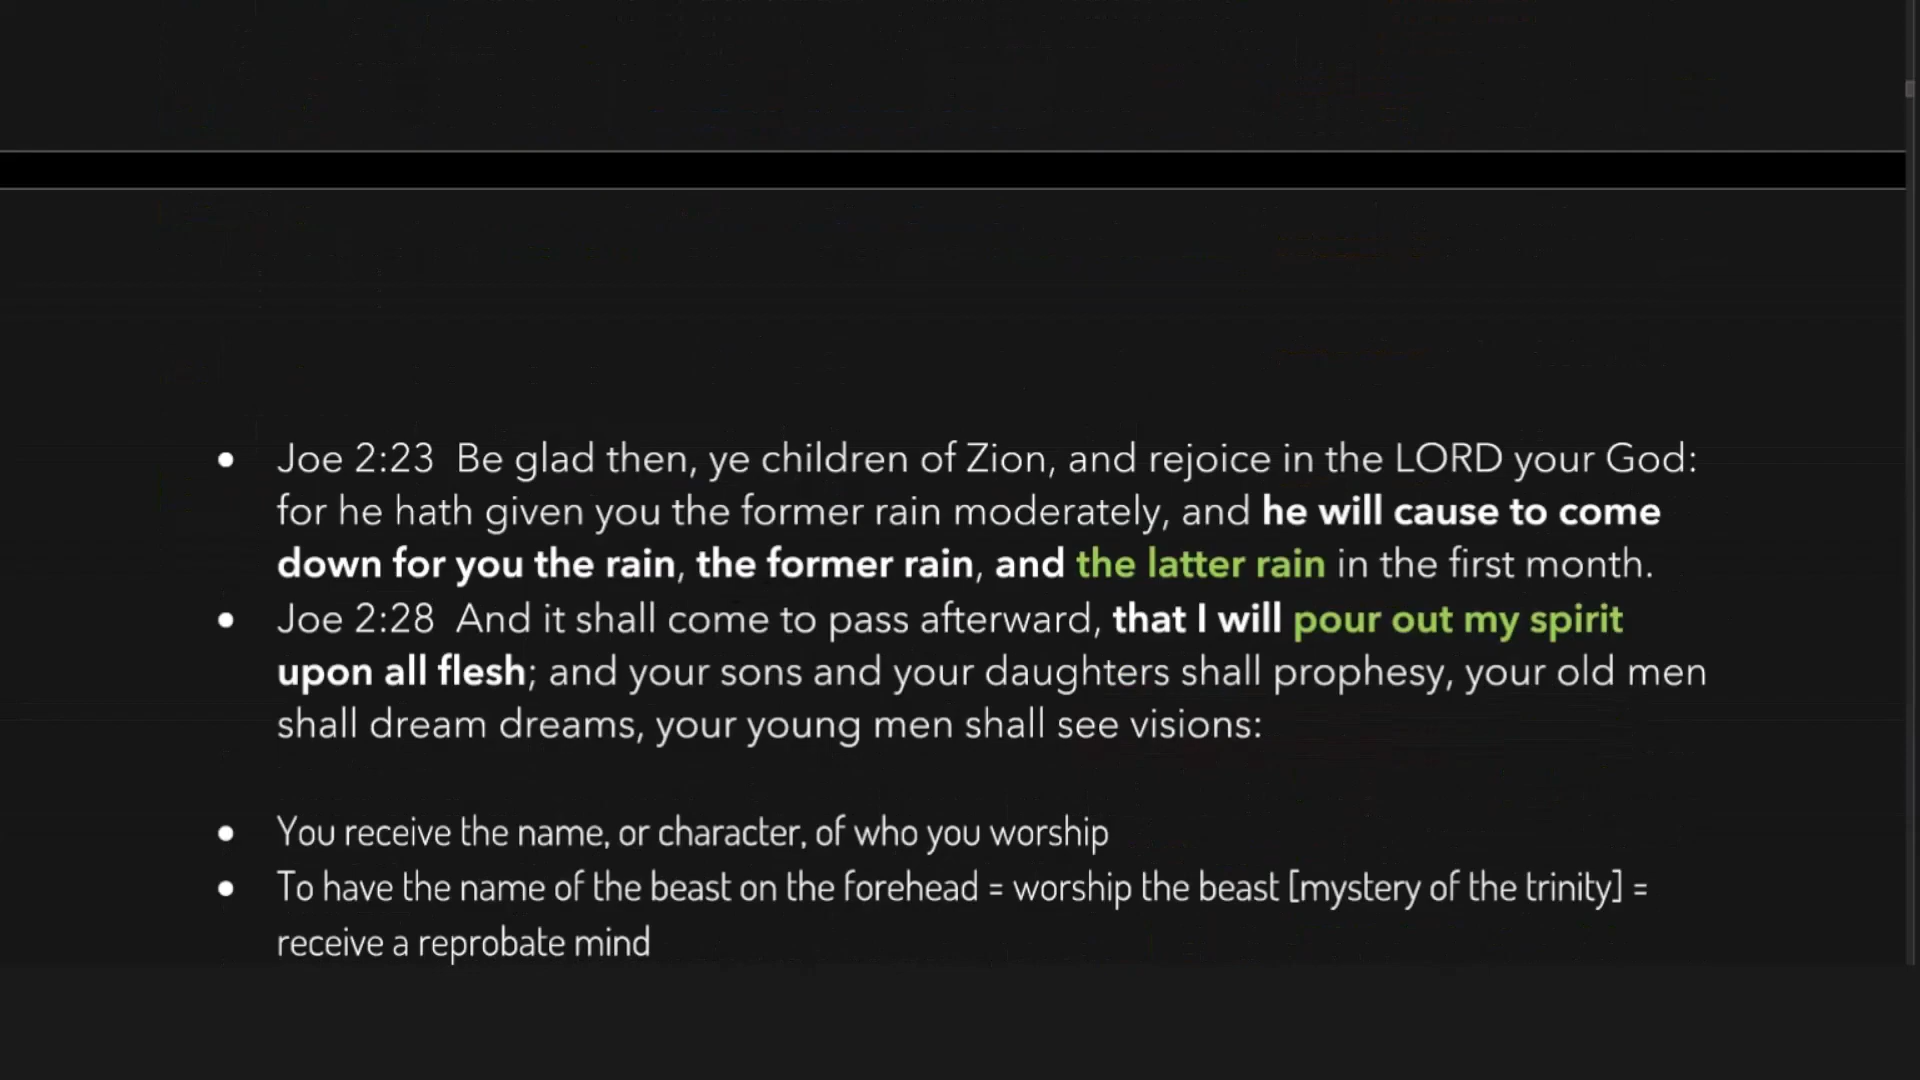 • Joe 2:23  Be glad then, ye children of Zion, and rejoice in the LORD your God:
for he hath given you the former rain moderately, and he will cause to come
down for you the rain, the former rain, and the latter rain in the first month.
• Joe 2:28  And it shall come to pass afterward, that I will pour out my spirit
upon all flesh; and your sons and your daughters shall prophesy, your old men
shall dream dreams, your young men shall see visions:
• You receive the name, or character, of who you worship
• To have the name of the beast on the forehead = worship the beast [mystery of the trinity] =
receive a reprobate mind